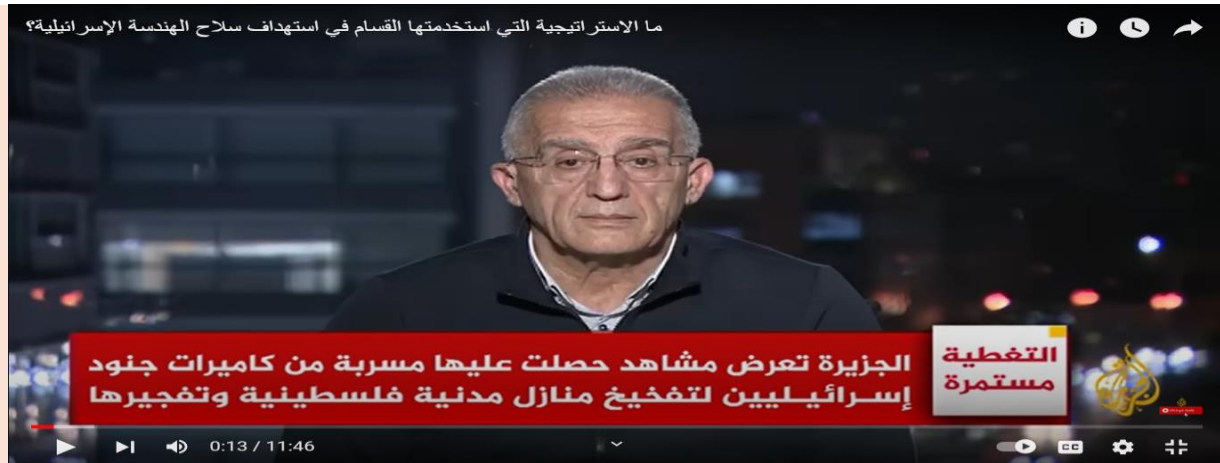 ما الاستراتيجية التي استخدمتها القسام في استهداف سلاح الهندسة الإسرائيلية؟
التغطية
مستمرة
الجزيرة تعرض مشاهد حصلت عليها مسربة من كاميرات جنود
إسرائيليين لتفخيخ منازل مدنية فلسطينية وتفجيرها
0:13 / 11:46
CC